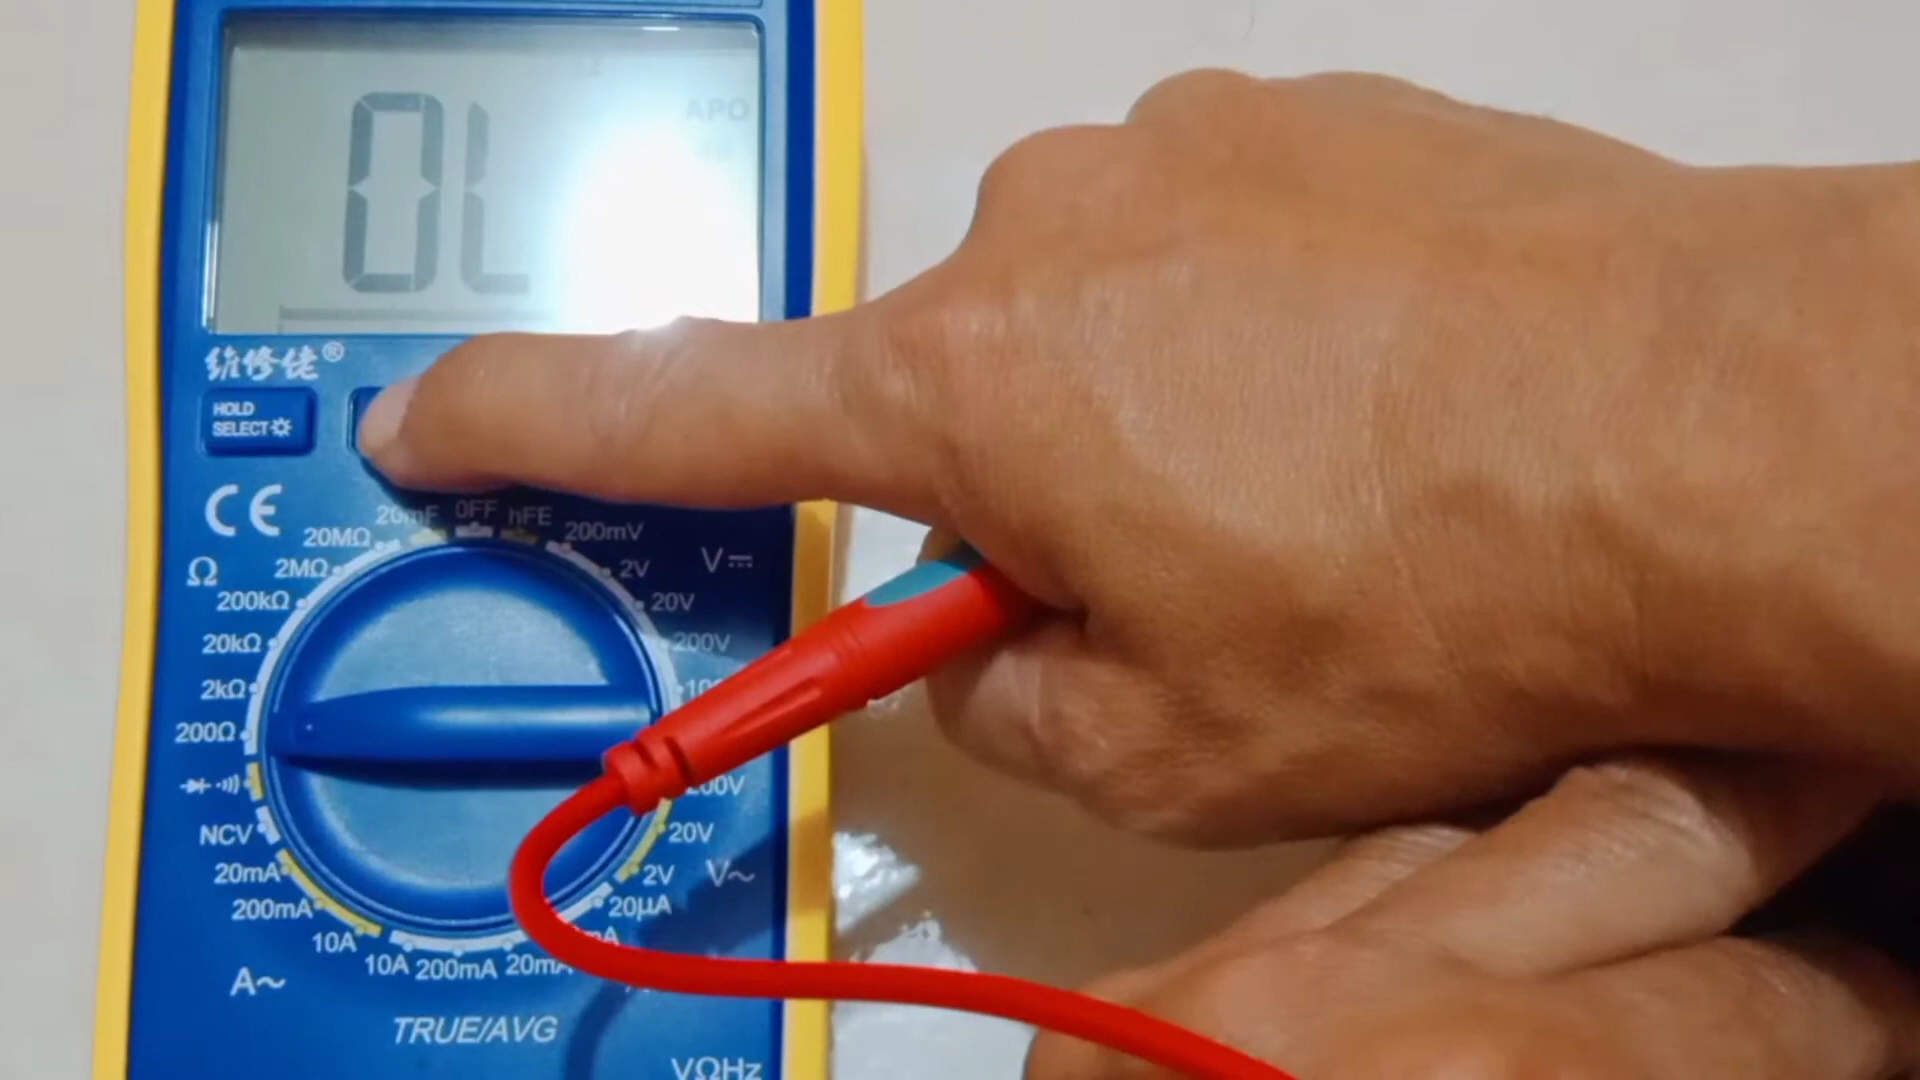 OL
APO
维修佬®
HOLD
SELECT
CE
20mF
OFF
hFE
20MΩ
200mV
2MΩ
2V
V
Ω
200kΩ
20V
20kΩ
200V
2kΩ
200Ω
NCV
20V
20mA
2V
V~
200mA
20μA
10A
10A
200mA
20mA
A~
TRUE/AVG
VΩHz